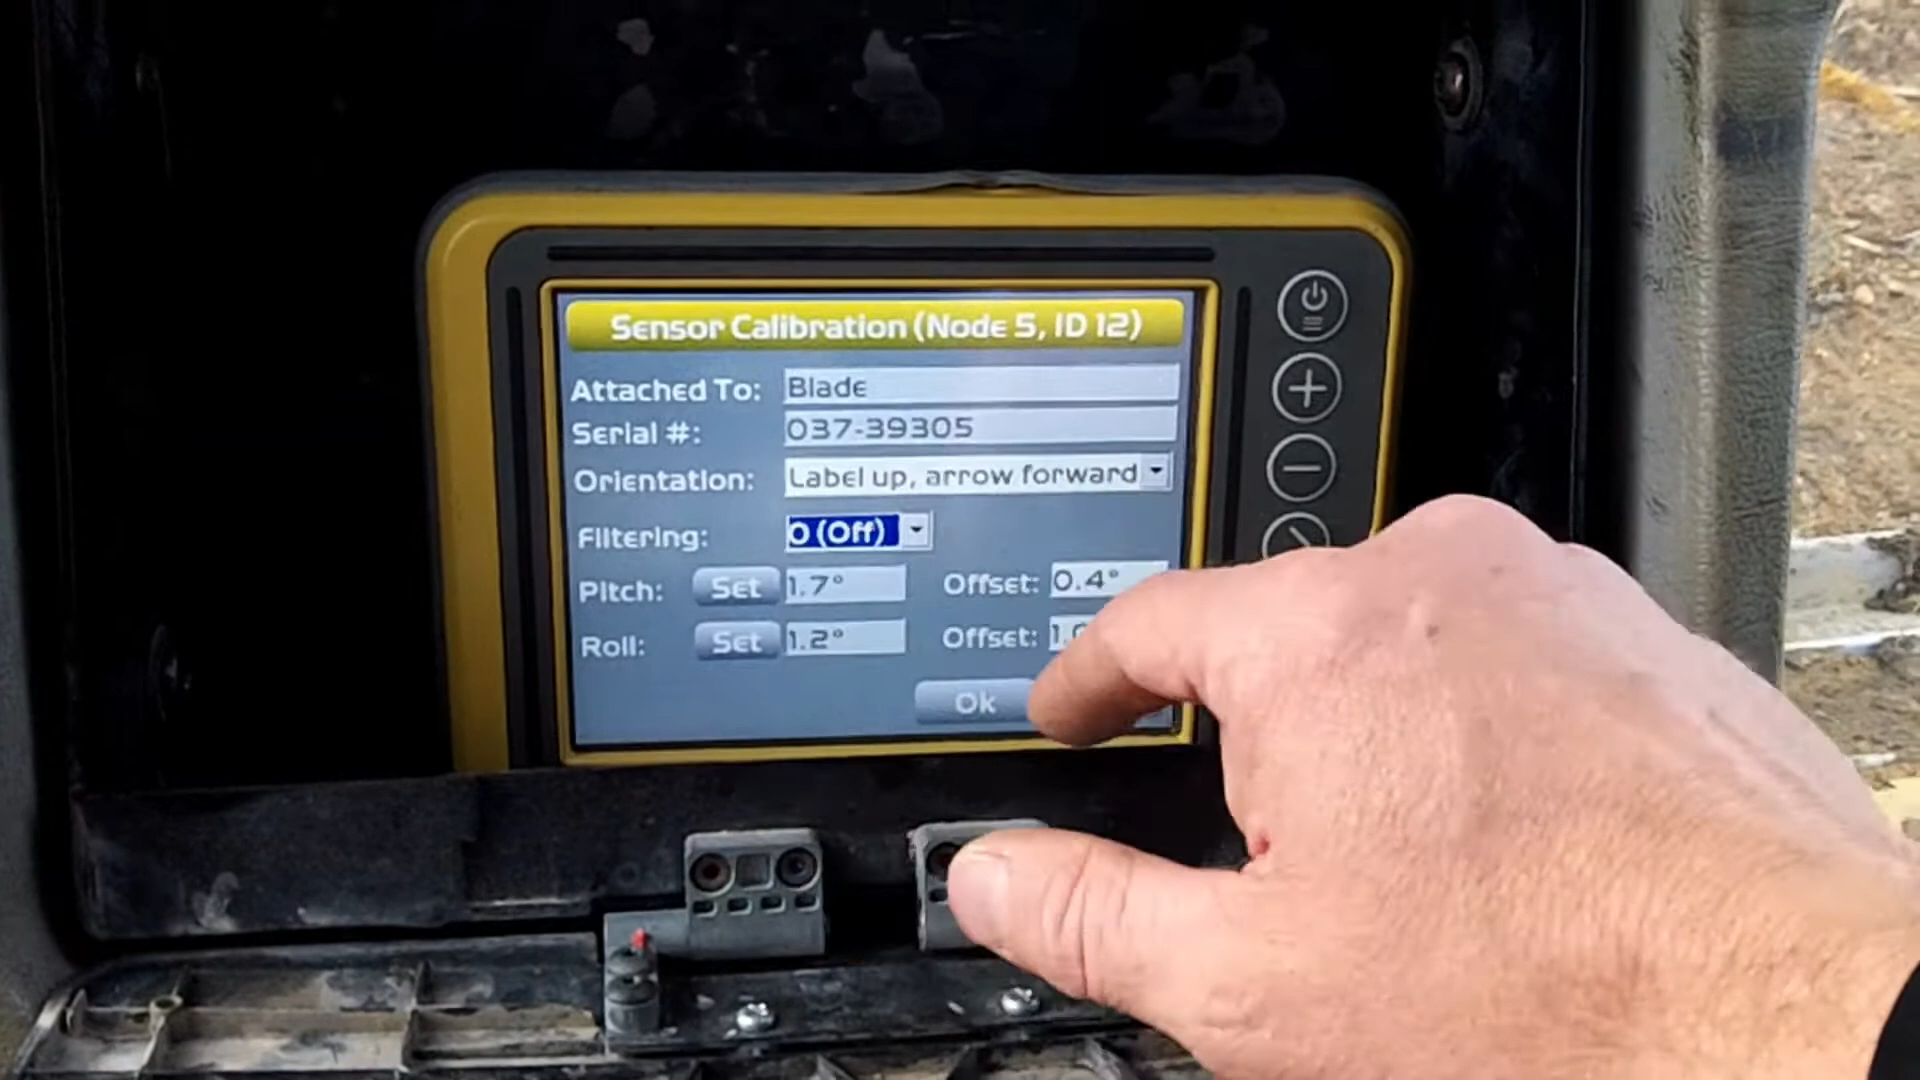 Sensor Calibration (Node 5, ID 12)
Attached To: Blade
Serial #: 037-39305
Orientation: Label up, arrow forward
Filtering: 0 (Off)
Pitch: Set 1.7° Offset: 0.4°
Roll: Set 1.2° Offset:
Ok